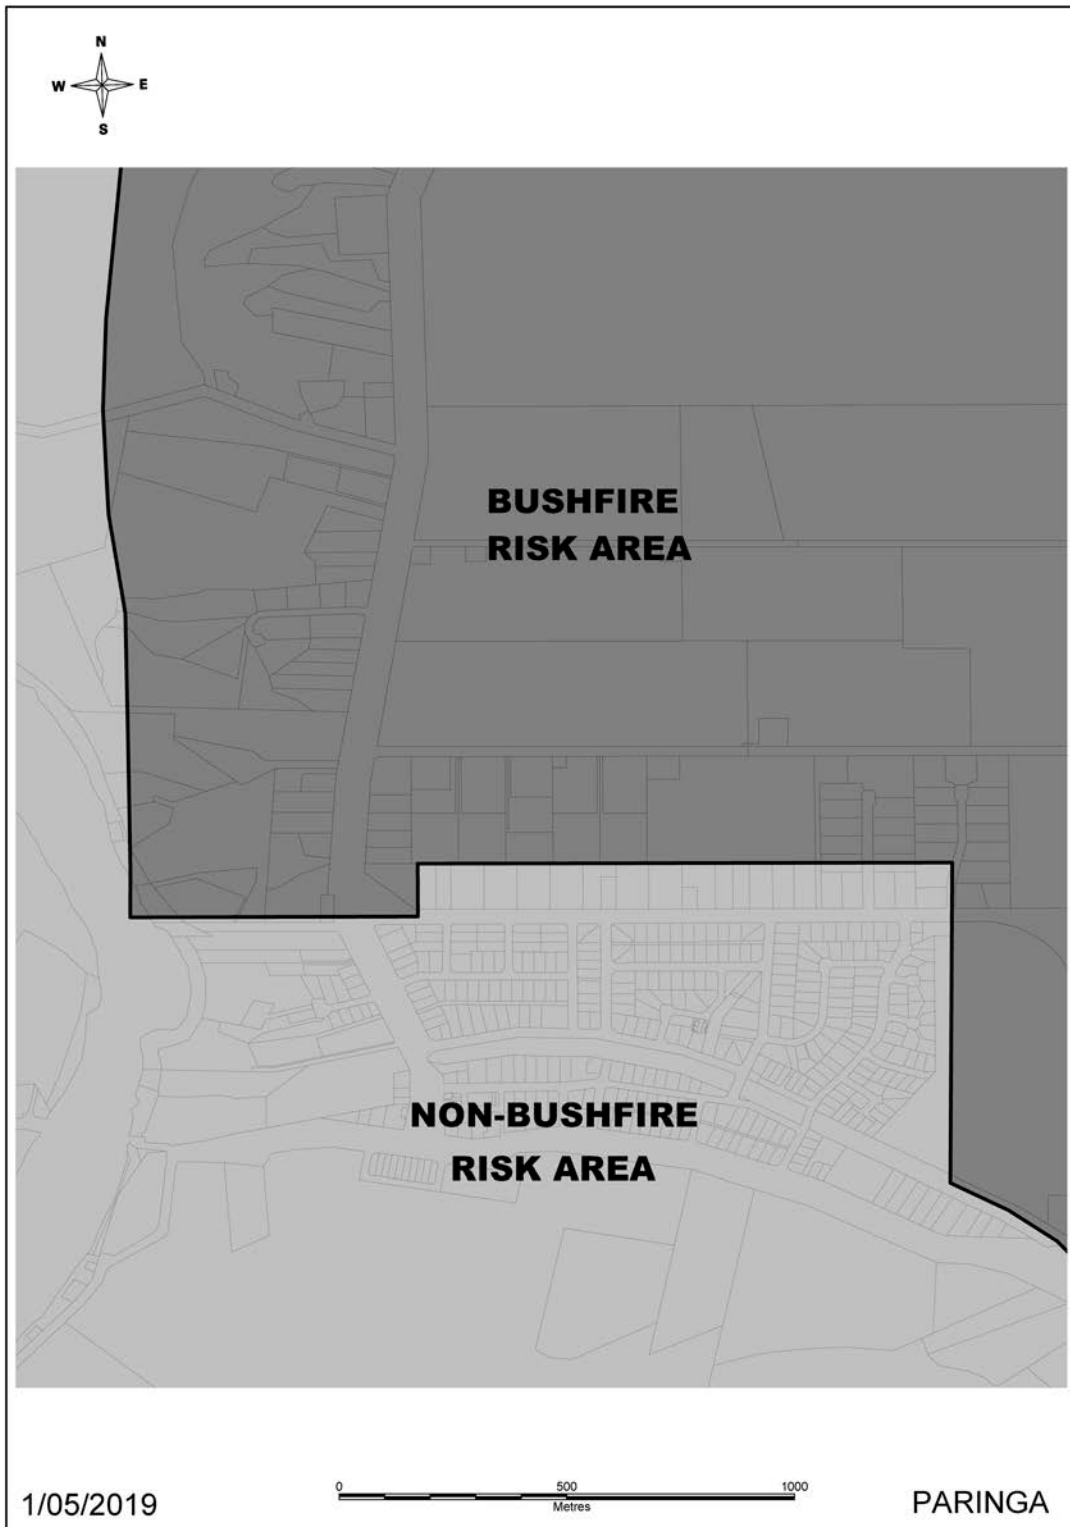 N
W E
S
BUSHFIRE
RISK AREA
NON-BUSHFIRE
RISK AREA
0 500 1000
Metres
1/05/2019
PARINGA